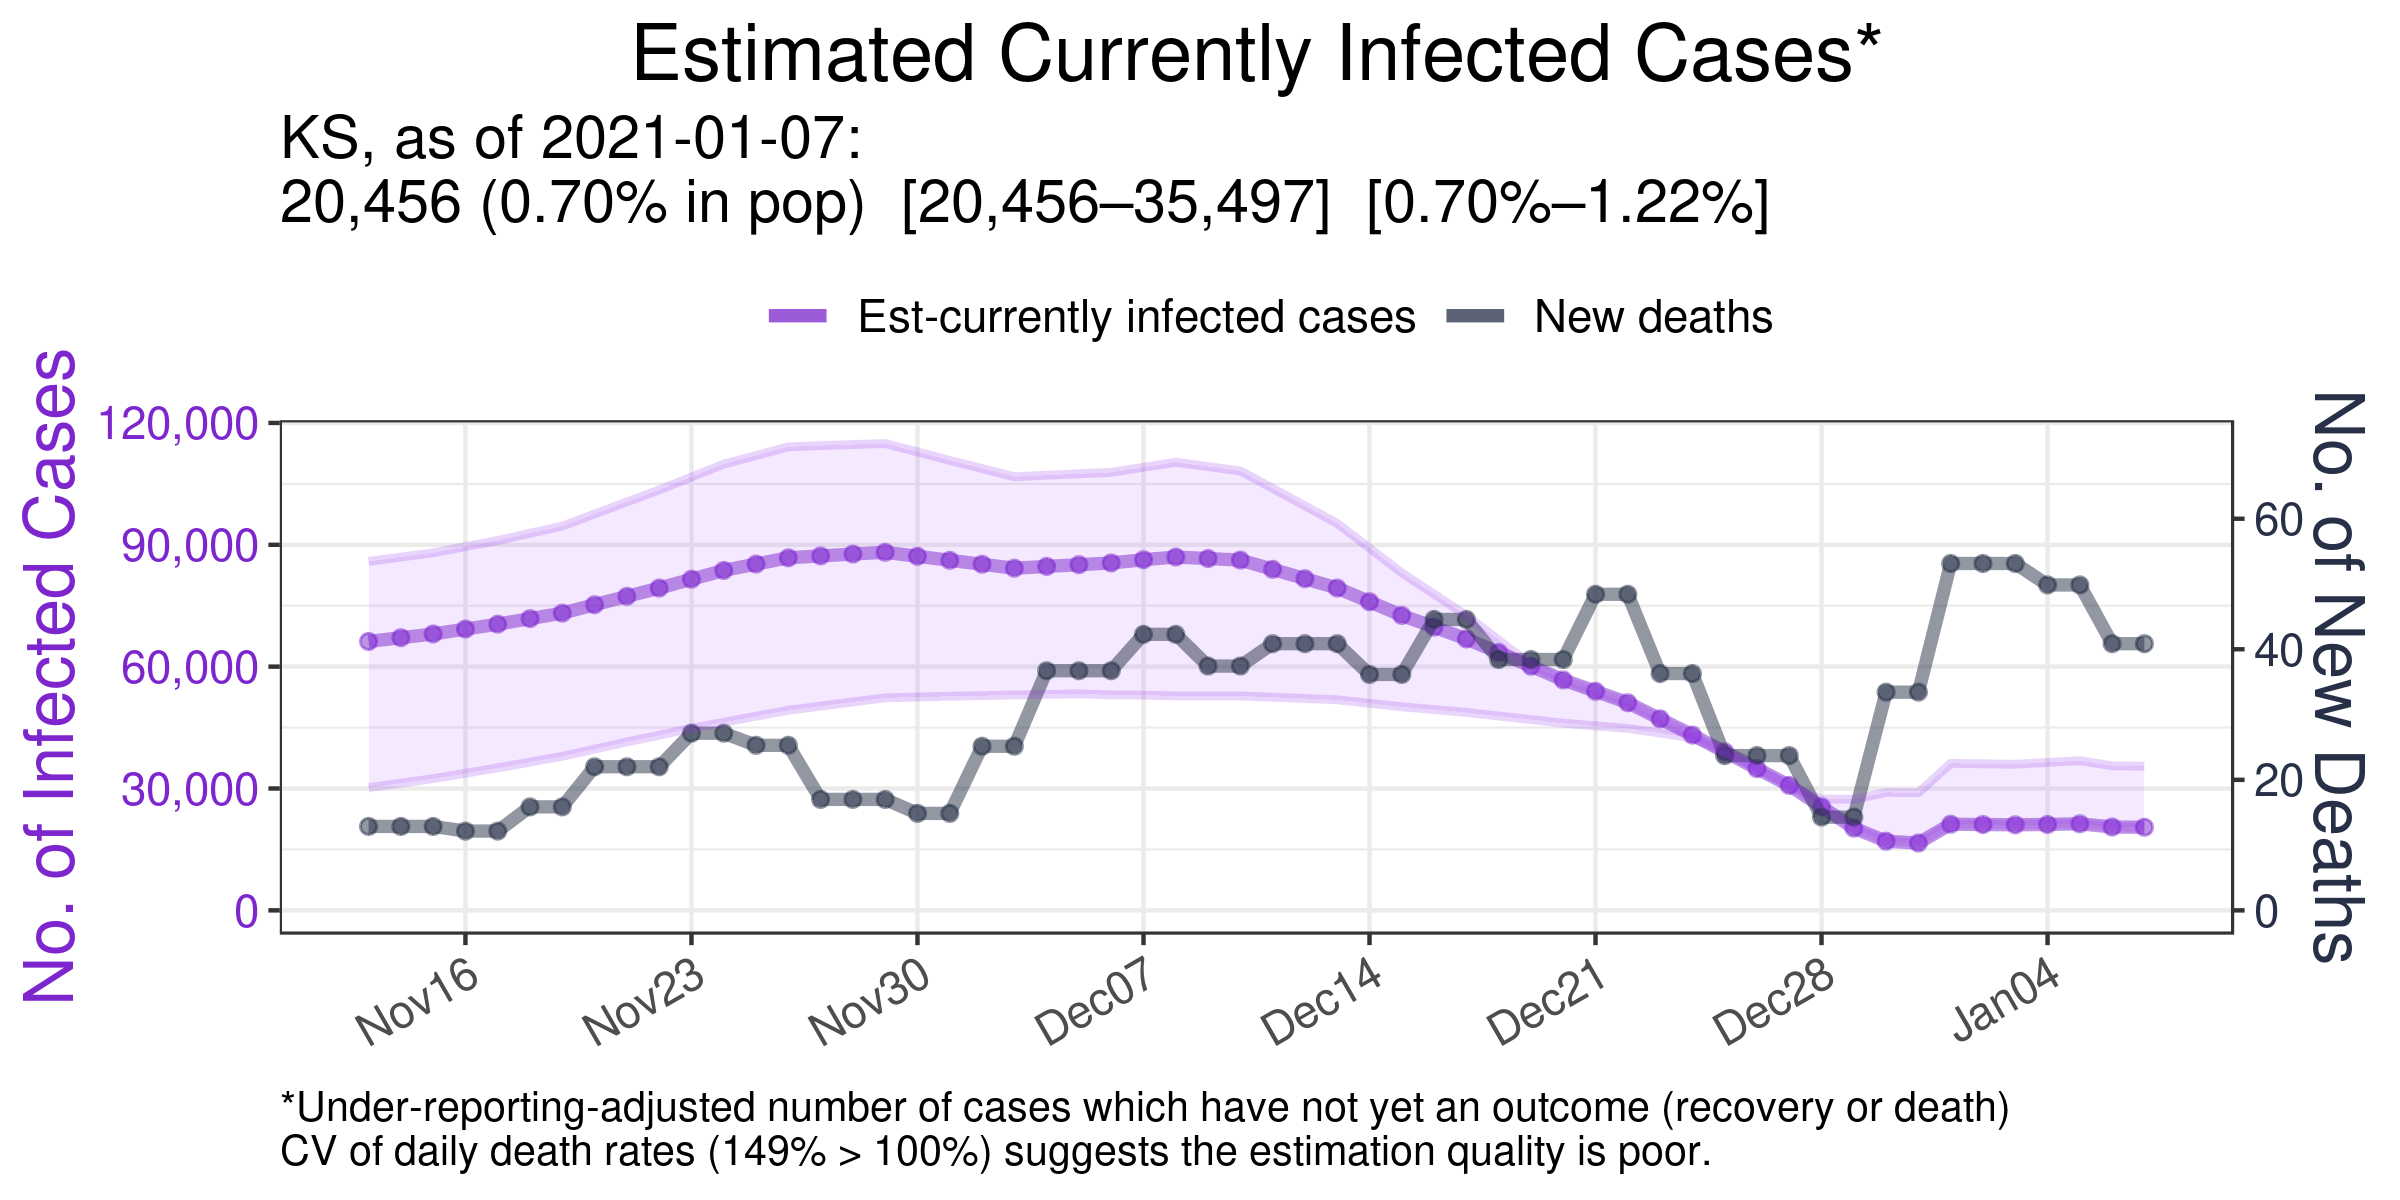 Estimated Currently Infected Cases*
KS, as of 2021-01-07:
20,456 (0.70% in pop)  [20,456–35,497]  [0.70%–1.22%]
Est-currently infected cases
New deaths
No. of Infected Cases
120,000
90,000
60,000
30,000
0
60
40
20
0
No. of New Deaths
Nov16
Nov23
Nov30
Dec07
Dec14
Dec21
Dec28
Jan04
*Under-reporting-adjusted number of cases which have not yet an outcome (recovery or death)
CV of daily death rates (149% > 100%) suggests the estimation quality is poor.